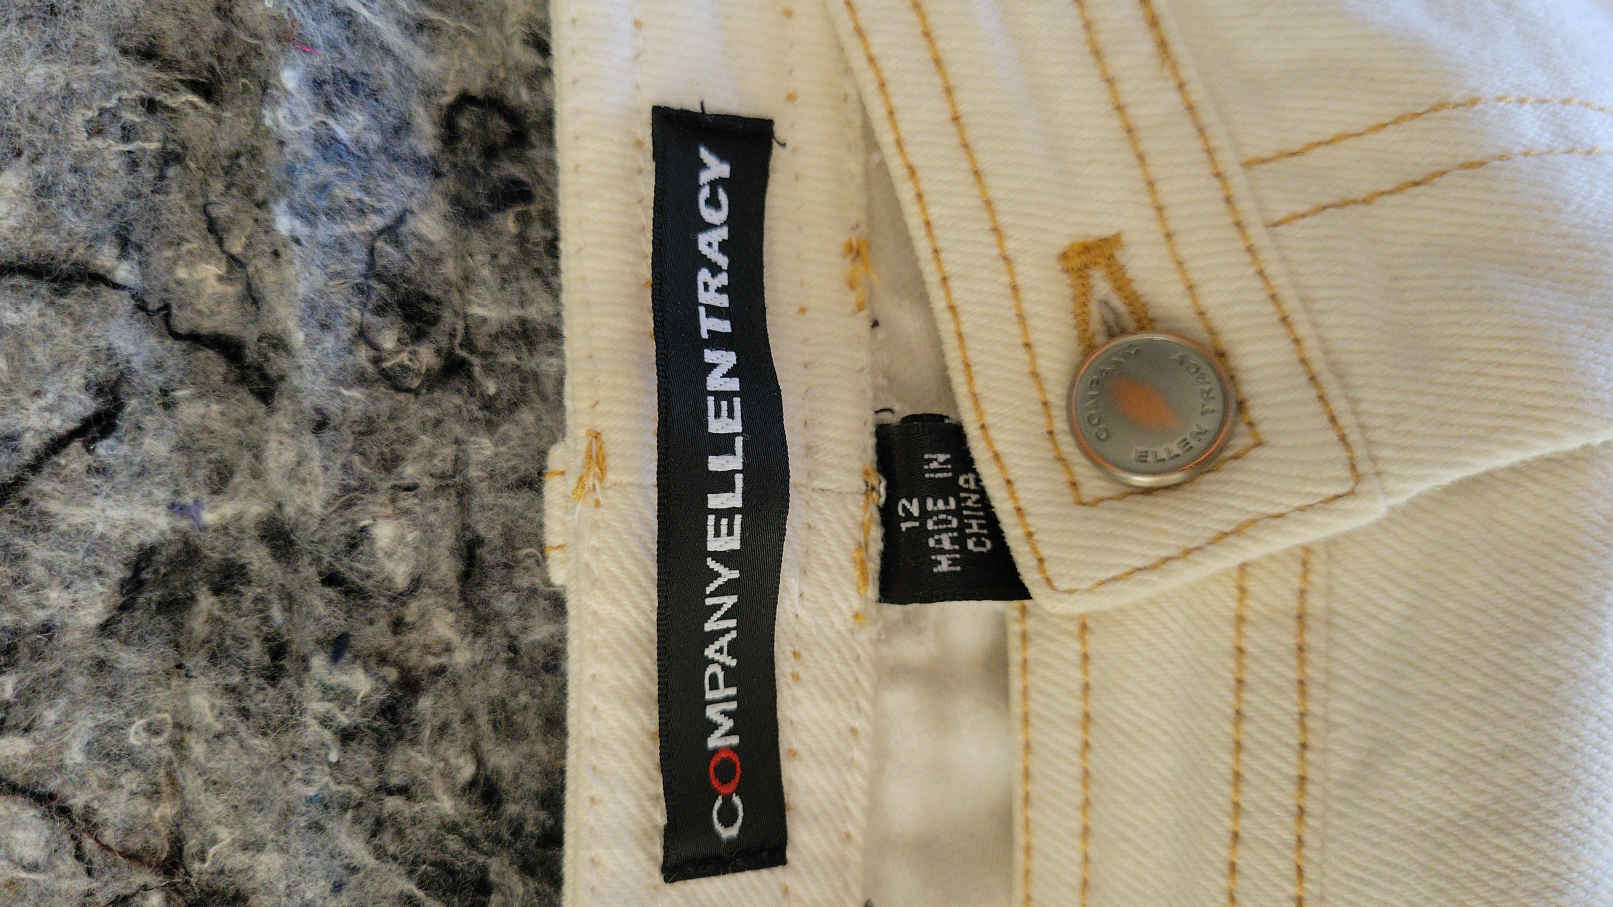 COMPANYELLENTRACY
12
MADE IN
CHINA
COMPANY
ELLEN TRACY